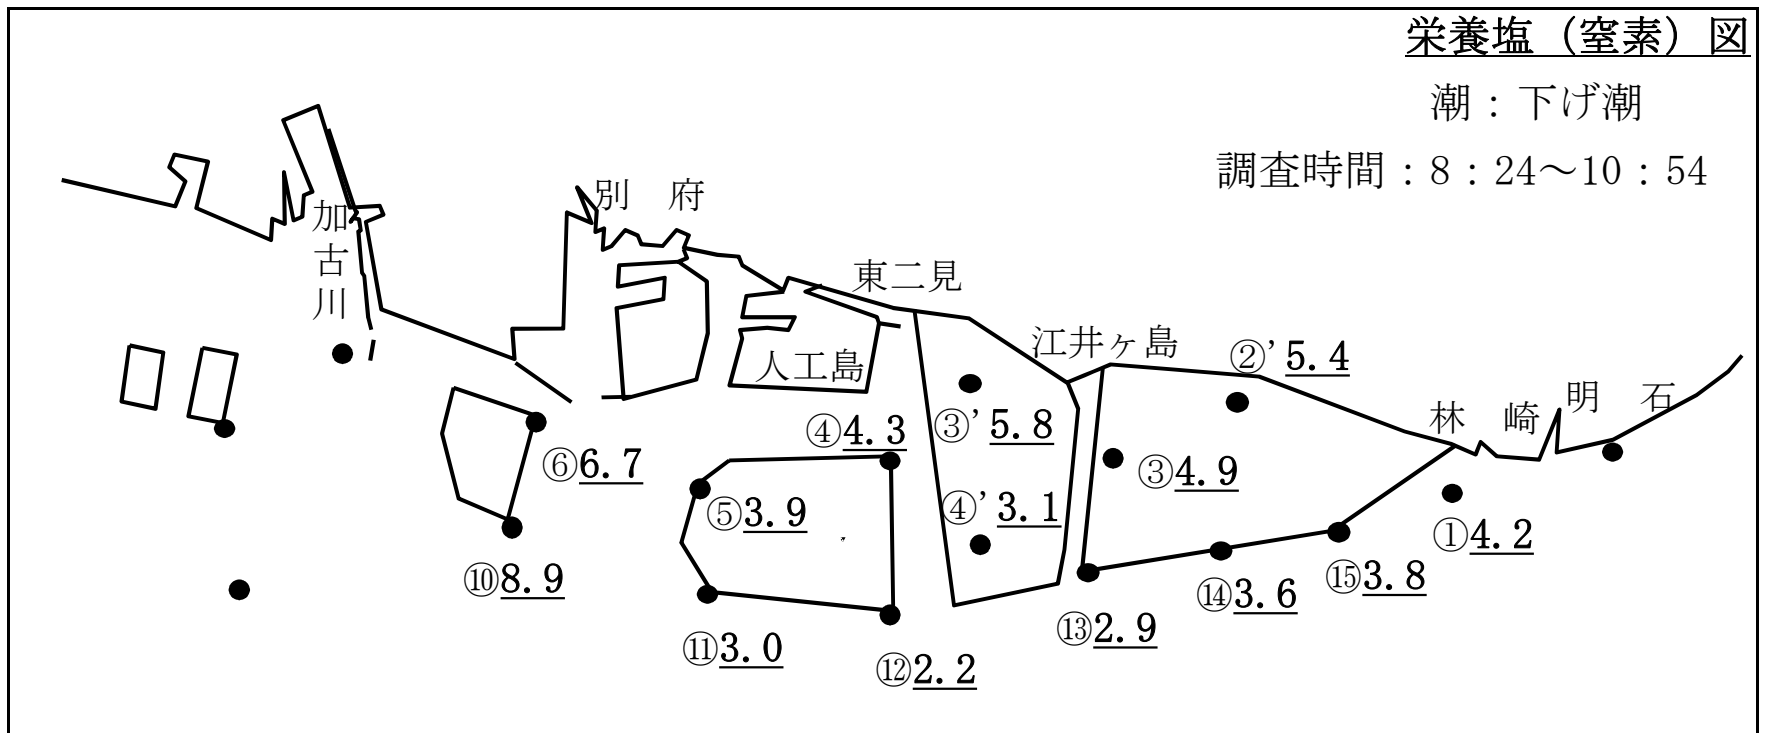 栄養塩（窒素）図
潮：下げ潮
調査時間：8：24～10：54
加古川
別　府
東二見
人工島
江井ヶ島
②’5.4
林　崎
明　石
④4.3
③’5.8
⑥6.7
③4.9
⑤3.9
④’3.1
①4.2
⑩8.9
⑮3.8
⑭3.6
⑬2.9
⑪3.0
⑫2.2